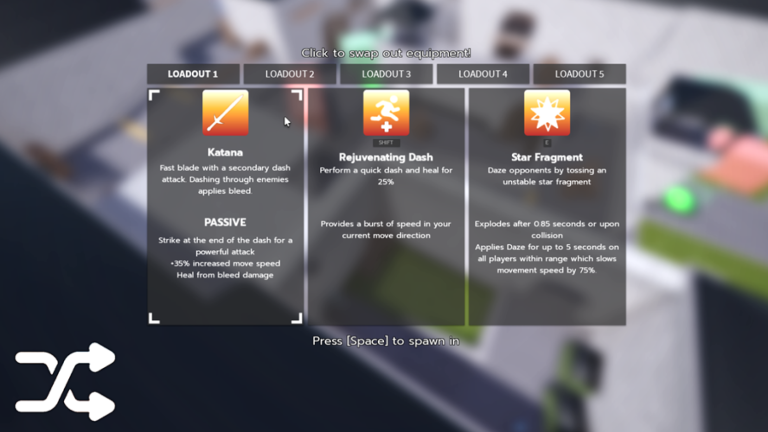 Click to swap out equipment!
LOADOUT 1
LOADOUT 2
LOADOUT 3
LOADOUT 4
LOADOUT 5
Katana
Fast blade with a secondary dash
attack. Dashing through enemies
applies bleed.
PASSIVE
Strike at the end of the dash for a
powerful attack
+35% increased move speed
Heal from bleed damage
SHIFT
Rejuvenating Dash
Perform a quick dash and heal for
25%
Provides a burst of speed in your
current move direction
E
Star Fragment
Daze opponents by tossing an
unstable star fragment
Explodes after 0.85 seconds or upon
collision
Applies Daze for up to 5 seconds on
all players within range which slows
movement speed by 75%.
Press [Space] to spawn in